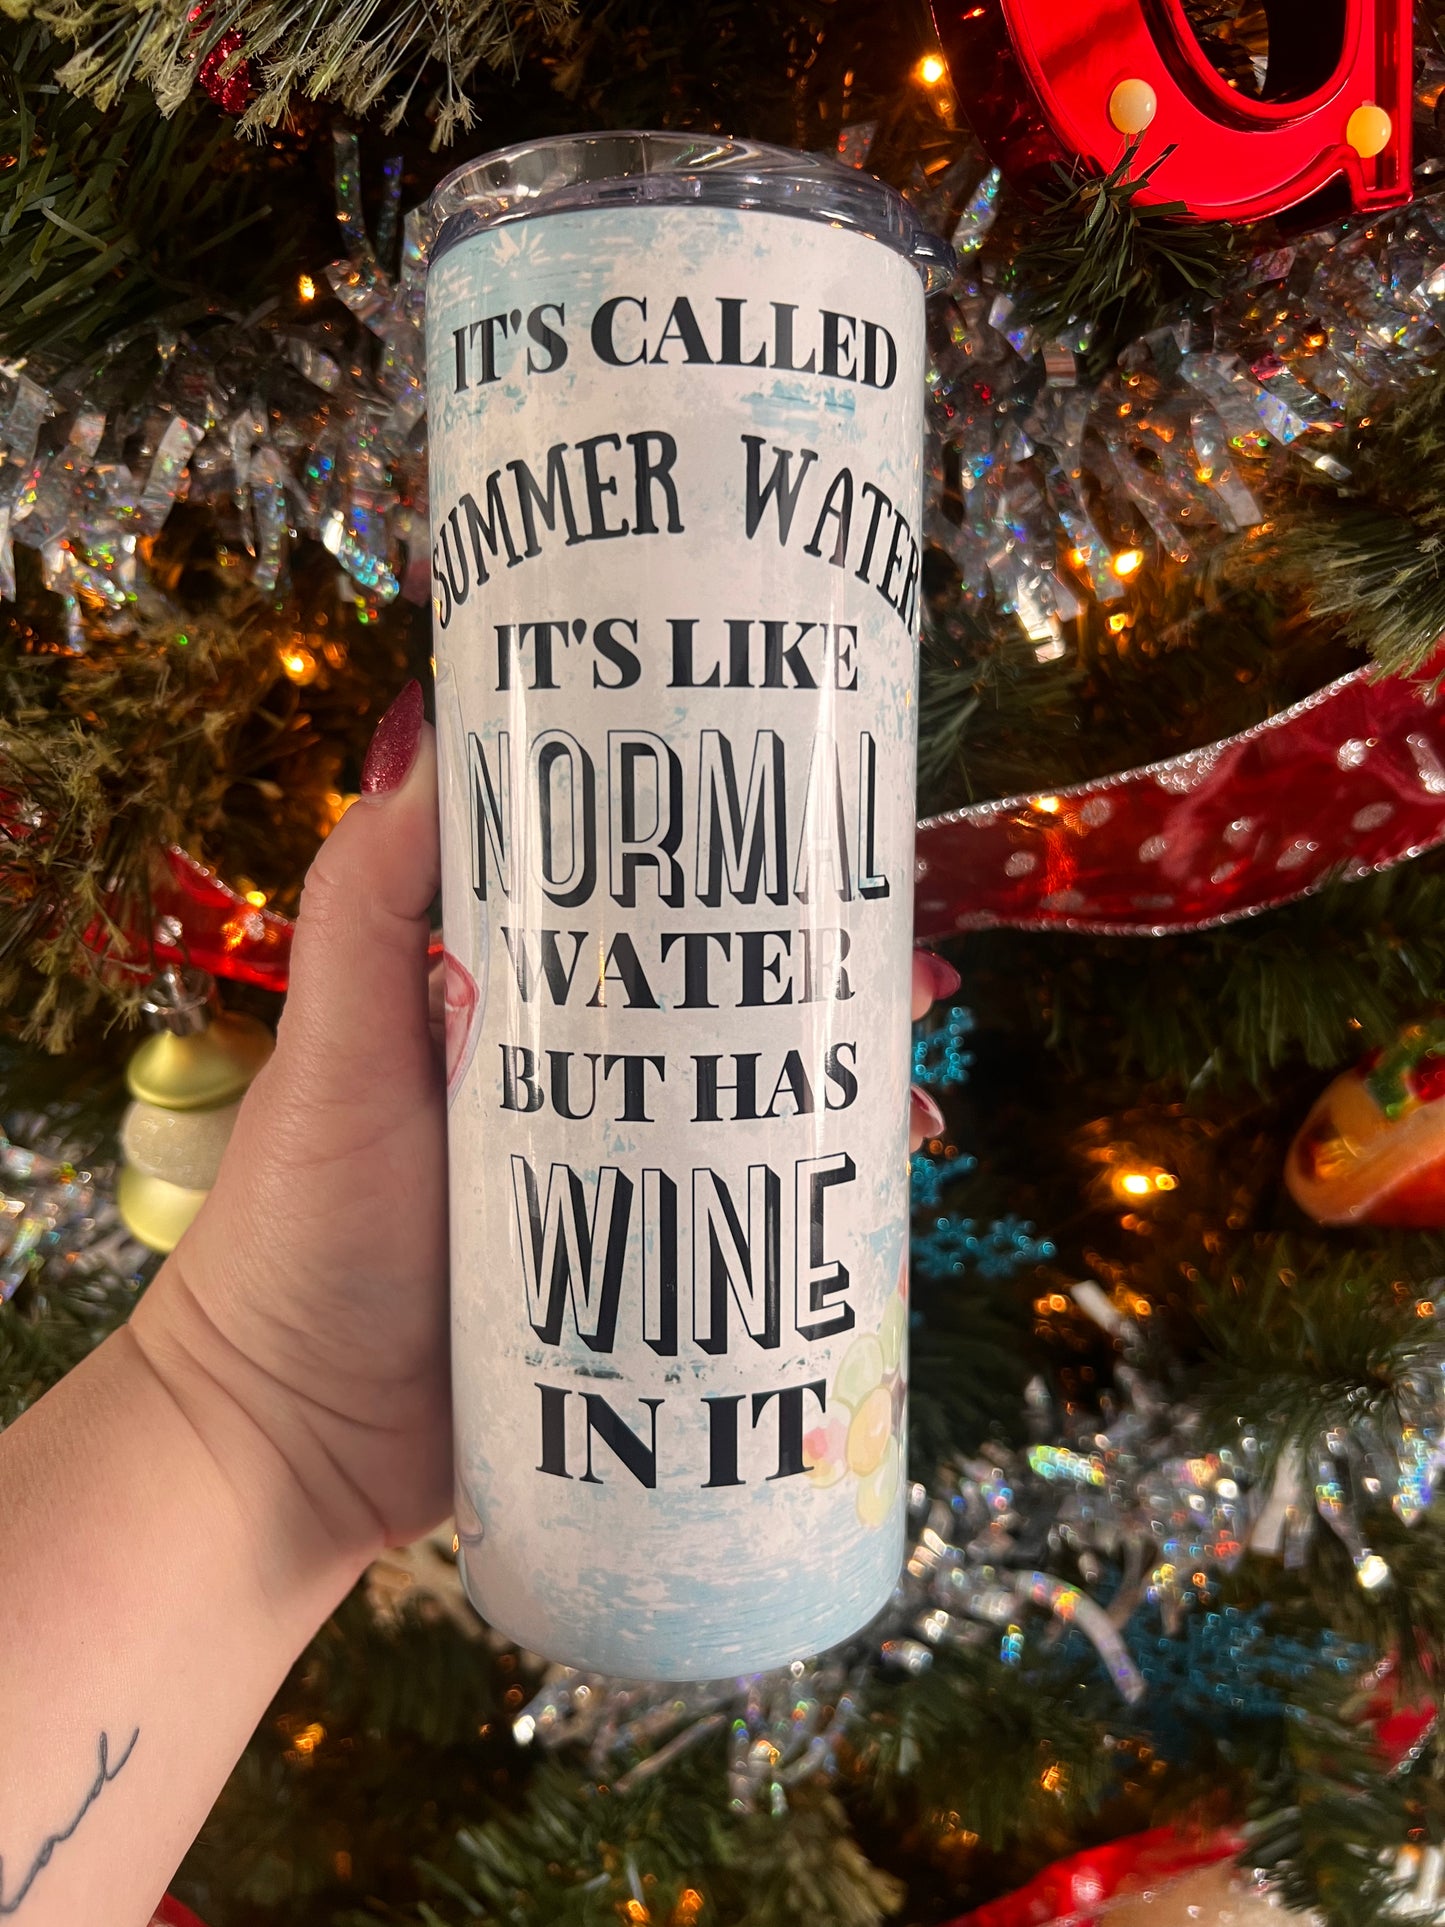 IT'S CALLED
SUMMER WATER
IT'S LIKE
NORMAL
WATER
BUT HAS
WINE
IN IT